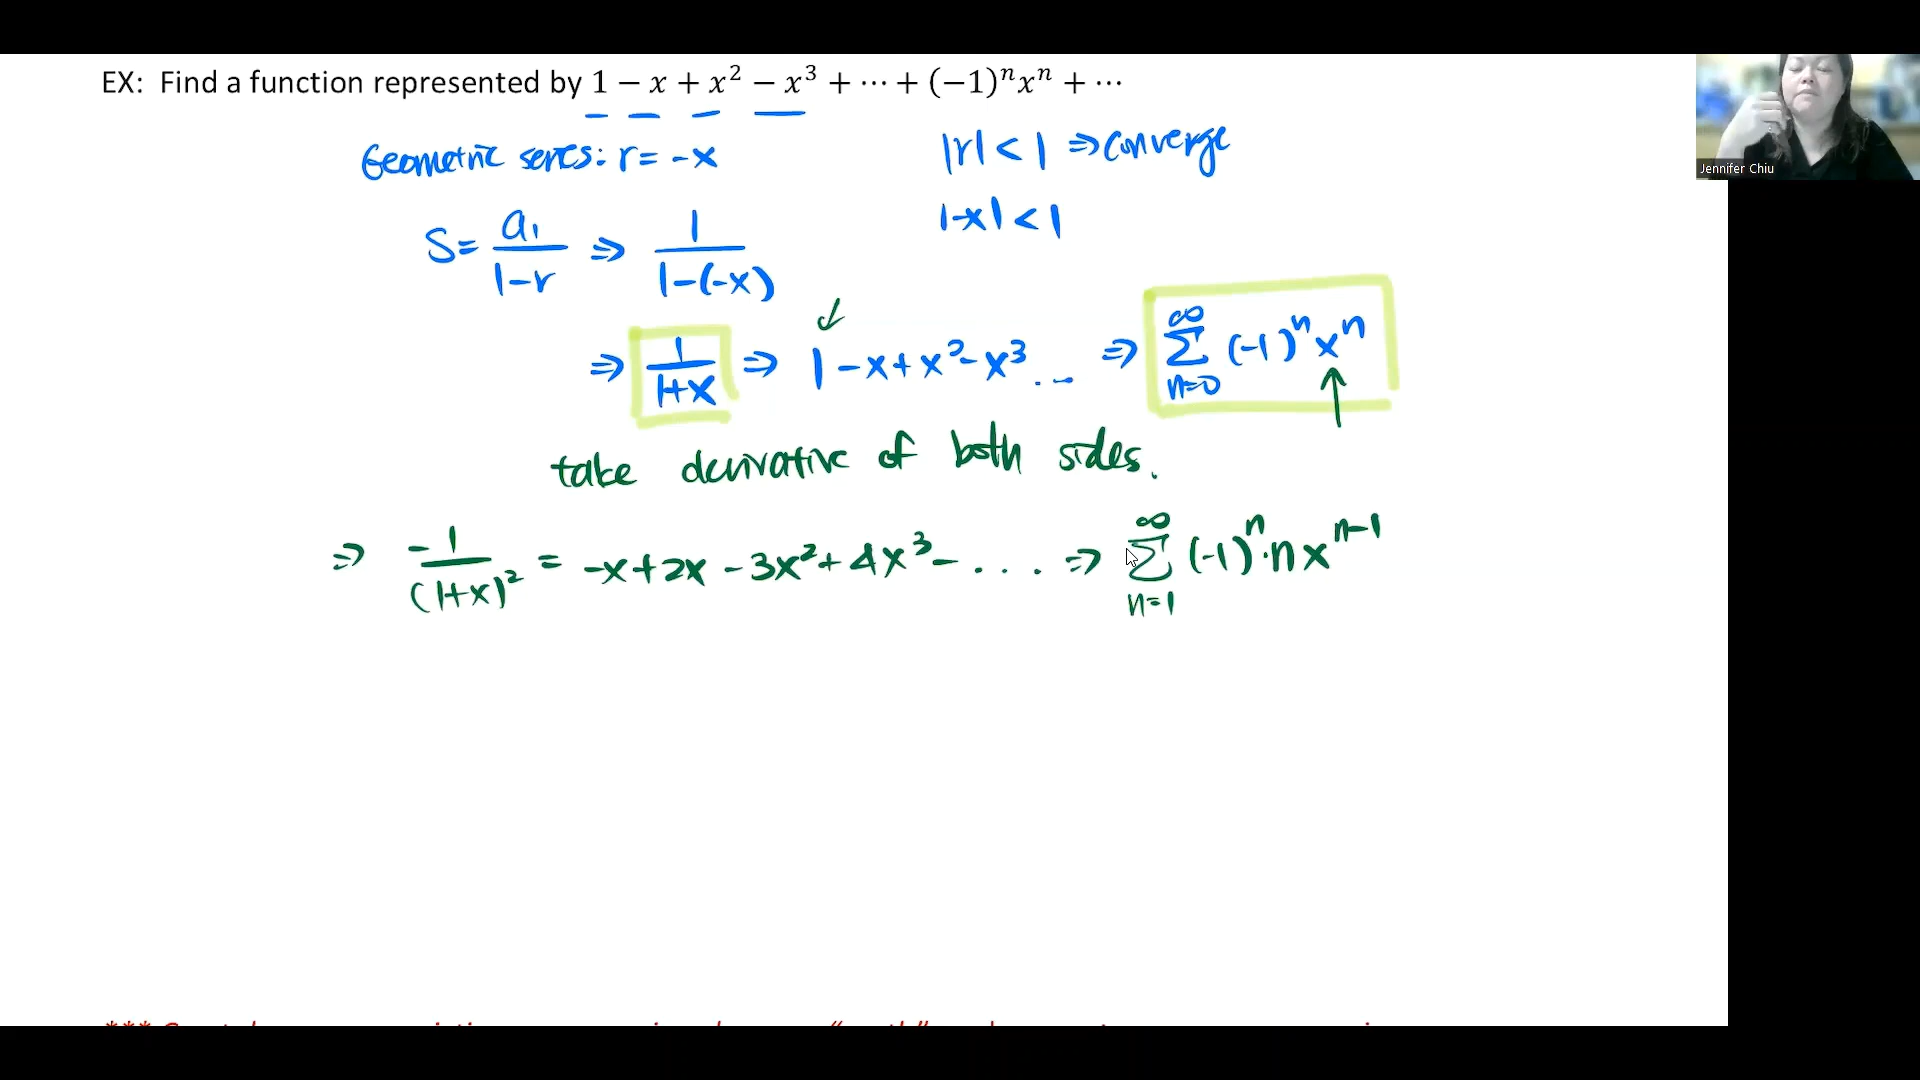 EX: Find a function represented by 1 − x + x² − x³ + ⋯ + (−1)ⁿxⁿ + ⋯
Jennifer Chiu
Geometric series: r = -x
|r| < 1 ⇒ converge
|-x| < 1
S = a₁/(1-r) ⇒ 1/(1-(-x))
⇒ 1/(1+x) ⇒ 1 - x + x² - x³ ... ⇒ ∞ Σ n=0 (-1)ⁿ xⁿ
take derivative of both sides.
⇒ -1/(1+x)² = -x + 2x - 3x² + 4x³ - .... ⇒ ∞ Σ n=1 (-1)ⁿ · n xⁿ⁻¹